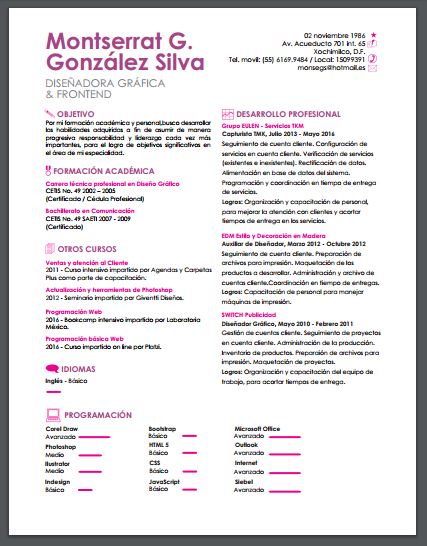 Montserrat G.
González Silva
DISEÑADORA GRÁFICA
& FRONTEND
02 noviembre 1986
Av. Acueducto 701 int. 65
Xochimilco, D.F.
Tel. movil: (55) 6169.9484 / Local: 15099391
monsegs@hotmail.es
OBJETIVO
Por mi formación académica y personal,busco desarrollar
las habilidades adquiridas a fin de asumir de manera
progresiva responsabilidad y liderazgo cada vez más
importantes, para el logro de objetivos significativos en
el área de mi especialidad.
FORMACIÓN ACADÉMICA
Carrera técnica profesional en Diseño Gráfico
CETIS No. 49 2002 – 2005
(Certificado / Cédula Profesional)
Bachillerato en Comunicación
CETIS No. 49 SAETI 2007 - 2009
(Certificado)
OTROS CURSOS
Ventas y atención al Cliente
2011 - Curso intensivo impartido por Agendas y Carpetas
Plus como parte de capacitación.
Actualización y herramientas de Photoshop
2012 - Seminario impartido por Giventti Diseños.
Programación Web
2016 - Bookcamp intensivo impartido por Laboratoria
México.
Programación básica Web
2016 - Curso impartido on line por Platzi.
IDIOMAS
Inglés - Básico
DESARROLLO PROFESIONAL
Grupo EULEN - Servicios TKM
Capturista TMK, Julio 2013 - Mayo 2016
Seguimiento de cuenta cliente. Configuración de
servicios en cuenta cliente. Verificación de servicios
(existentes e inexistentes). Rectificación de datos.
Alimentación en base de datos del sistema.
Programación y coordinación en tiempo de entrega
de servicios.
Logros: Organización y capacitación de personal,
para mejorar la atención con clientes y acortar
tiempos de entrega en los servicios.
EDM Estilo y Decoración en Madera
Auxiliar de Diseñador, Marzo 2012 - Octubre 2012
Seguimiento de cuenta cliente. Preparación de
archivos para impresión. Maquetación de los
productos a desarrollar. Administración y archivo de
cuentas cliente.Coordinación en tiempo de entregas.
Logros: Capacitación de personal para manejar
máquinas de impresión.
SWITCH Publicidad
Diseñador Gráfico, Mayo 2010 - Febrero 2011
Gestión de cuentas cliente. Seguimiento de proyectos
en cuenta cliente. Administración de la producción.
Inventario de productos. Preparación de archivos para
impresión. Maquetación de proyectos.
Logros: Organización y capacitación del equipo de
trabajo, para acortar tiempos de entrega.
PROGRAMACIÓN
Corel Draw
Avanzado
Photoshop
Medio
Ilustrator
Medio
Indesign
Básico
Bootstrap
Básico
HTML 5
Básico
CSS
Básico
JavaScript
Básico
Microsoft Office
Avanzado
Outlook
Avanzado
Internet
Avanzado
Siebel
Avanzado